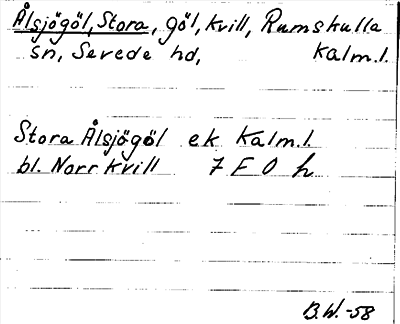 Ålsjögöl, Stora, göl, Kvill, Rumskulla
sn, Sevede hd, Kalm.l.
Stora Ålsjögöl ek Kalm.l.
bl. Norr Kvill 7 F 0 h
B.W.-58